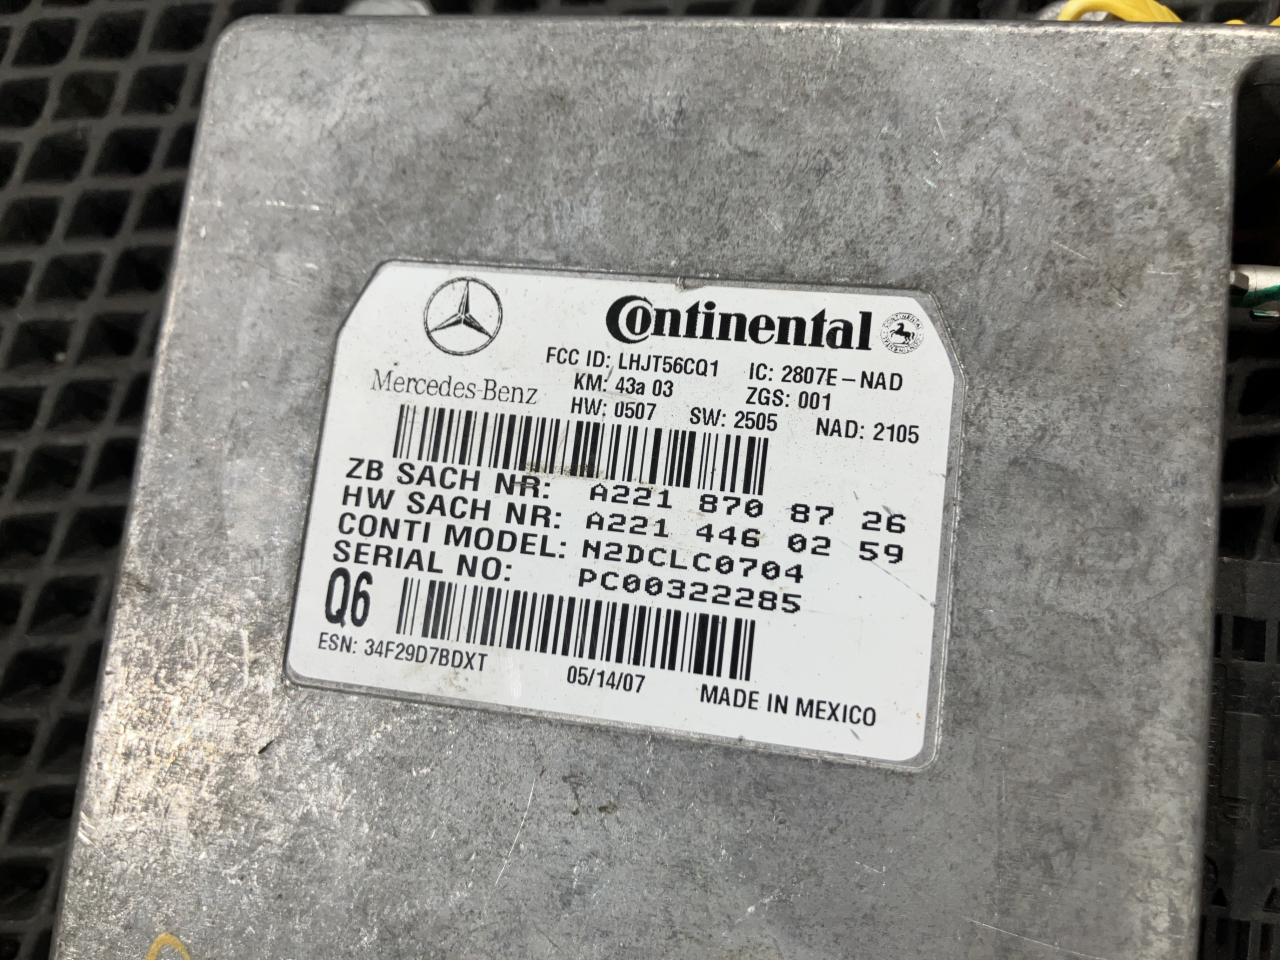 Continental
Mercedes-Benz
FCC ID: LHJT56CQ1 IC: 2807E-NAD
KM: 43a 03 ZGS: 001
HW: 0507 SW: 2505 NAD: 2105
ZB SACH NR: A221 870 87 26
HW SACH NR: A221 446 02 59
CONTI MODEL: N2DCLC0704
SERIAL NO: PC00322285
Q6
ESN: 34F29D7BDXT 05/14/07 MADE IN MEXICO